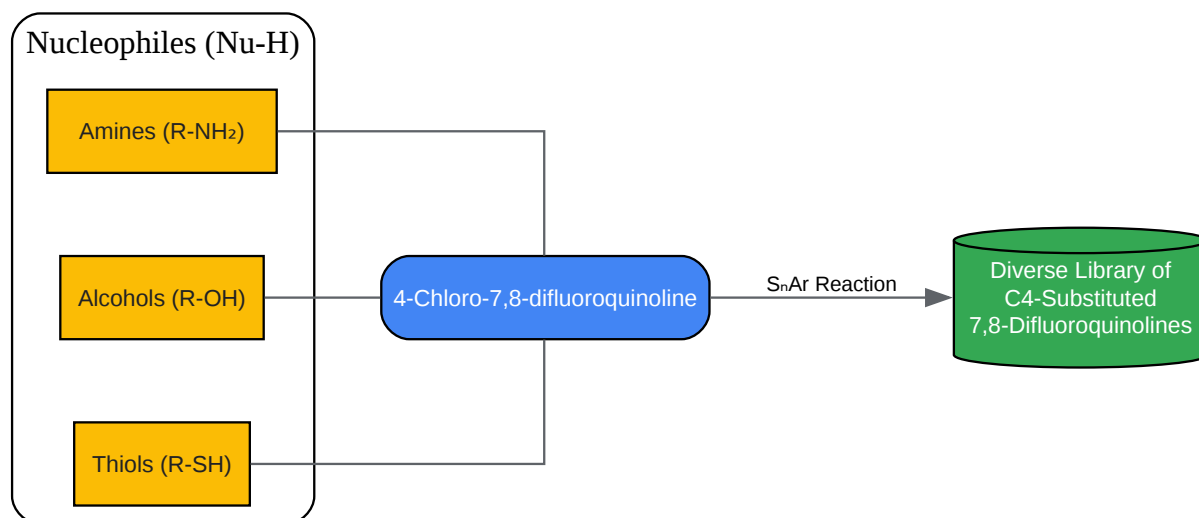 Nucleophiles (Nu-H)
Amines (R-NH₂)
Alcohols (R-OH)
Thiols (R-SH)
4-Chloro-7,8-difluoroquinoline
SₙAr Reaction
Diverse Library of
C4-Substituted
7,8-Difluoroquinolines